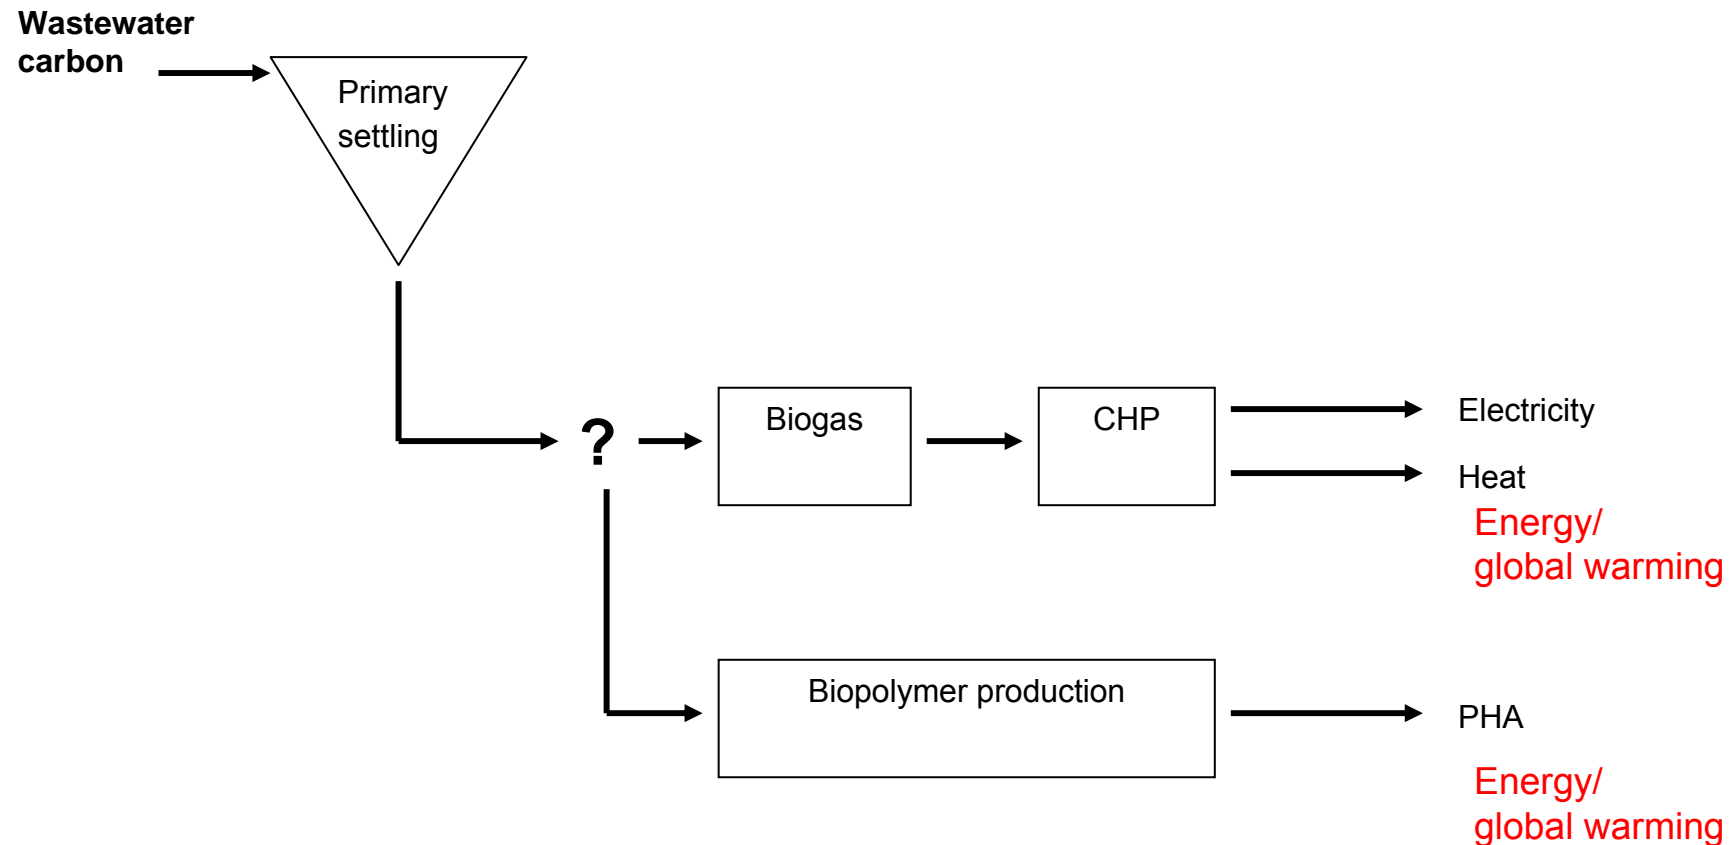 Wastewater
carbon
Primary
settling
?
Biogas
CHP
Electricity
Heat
Energy/
global warming
Biopolymer production
PHA
Energy/
global warming